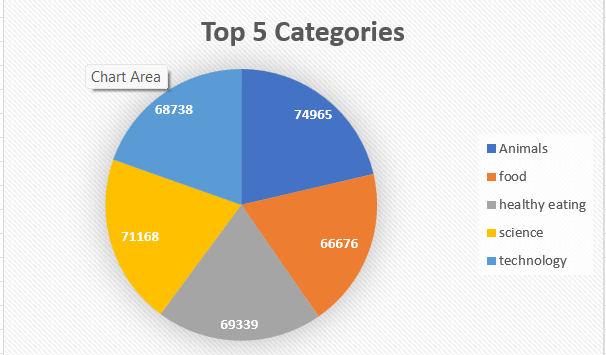 Top 5 Categories
Chart Area
68738
74965
71168
66676
69339
Animals
food
healthy eating
science
technology